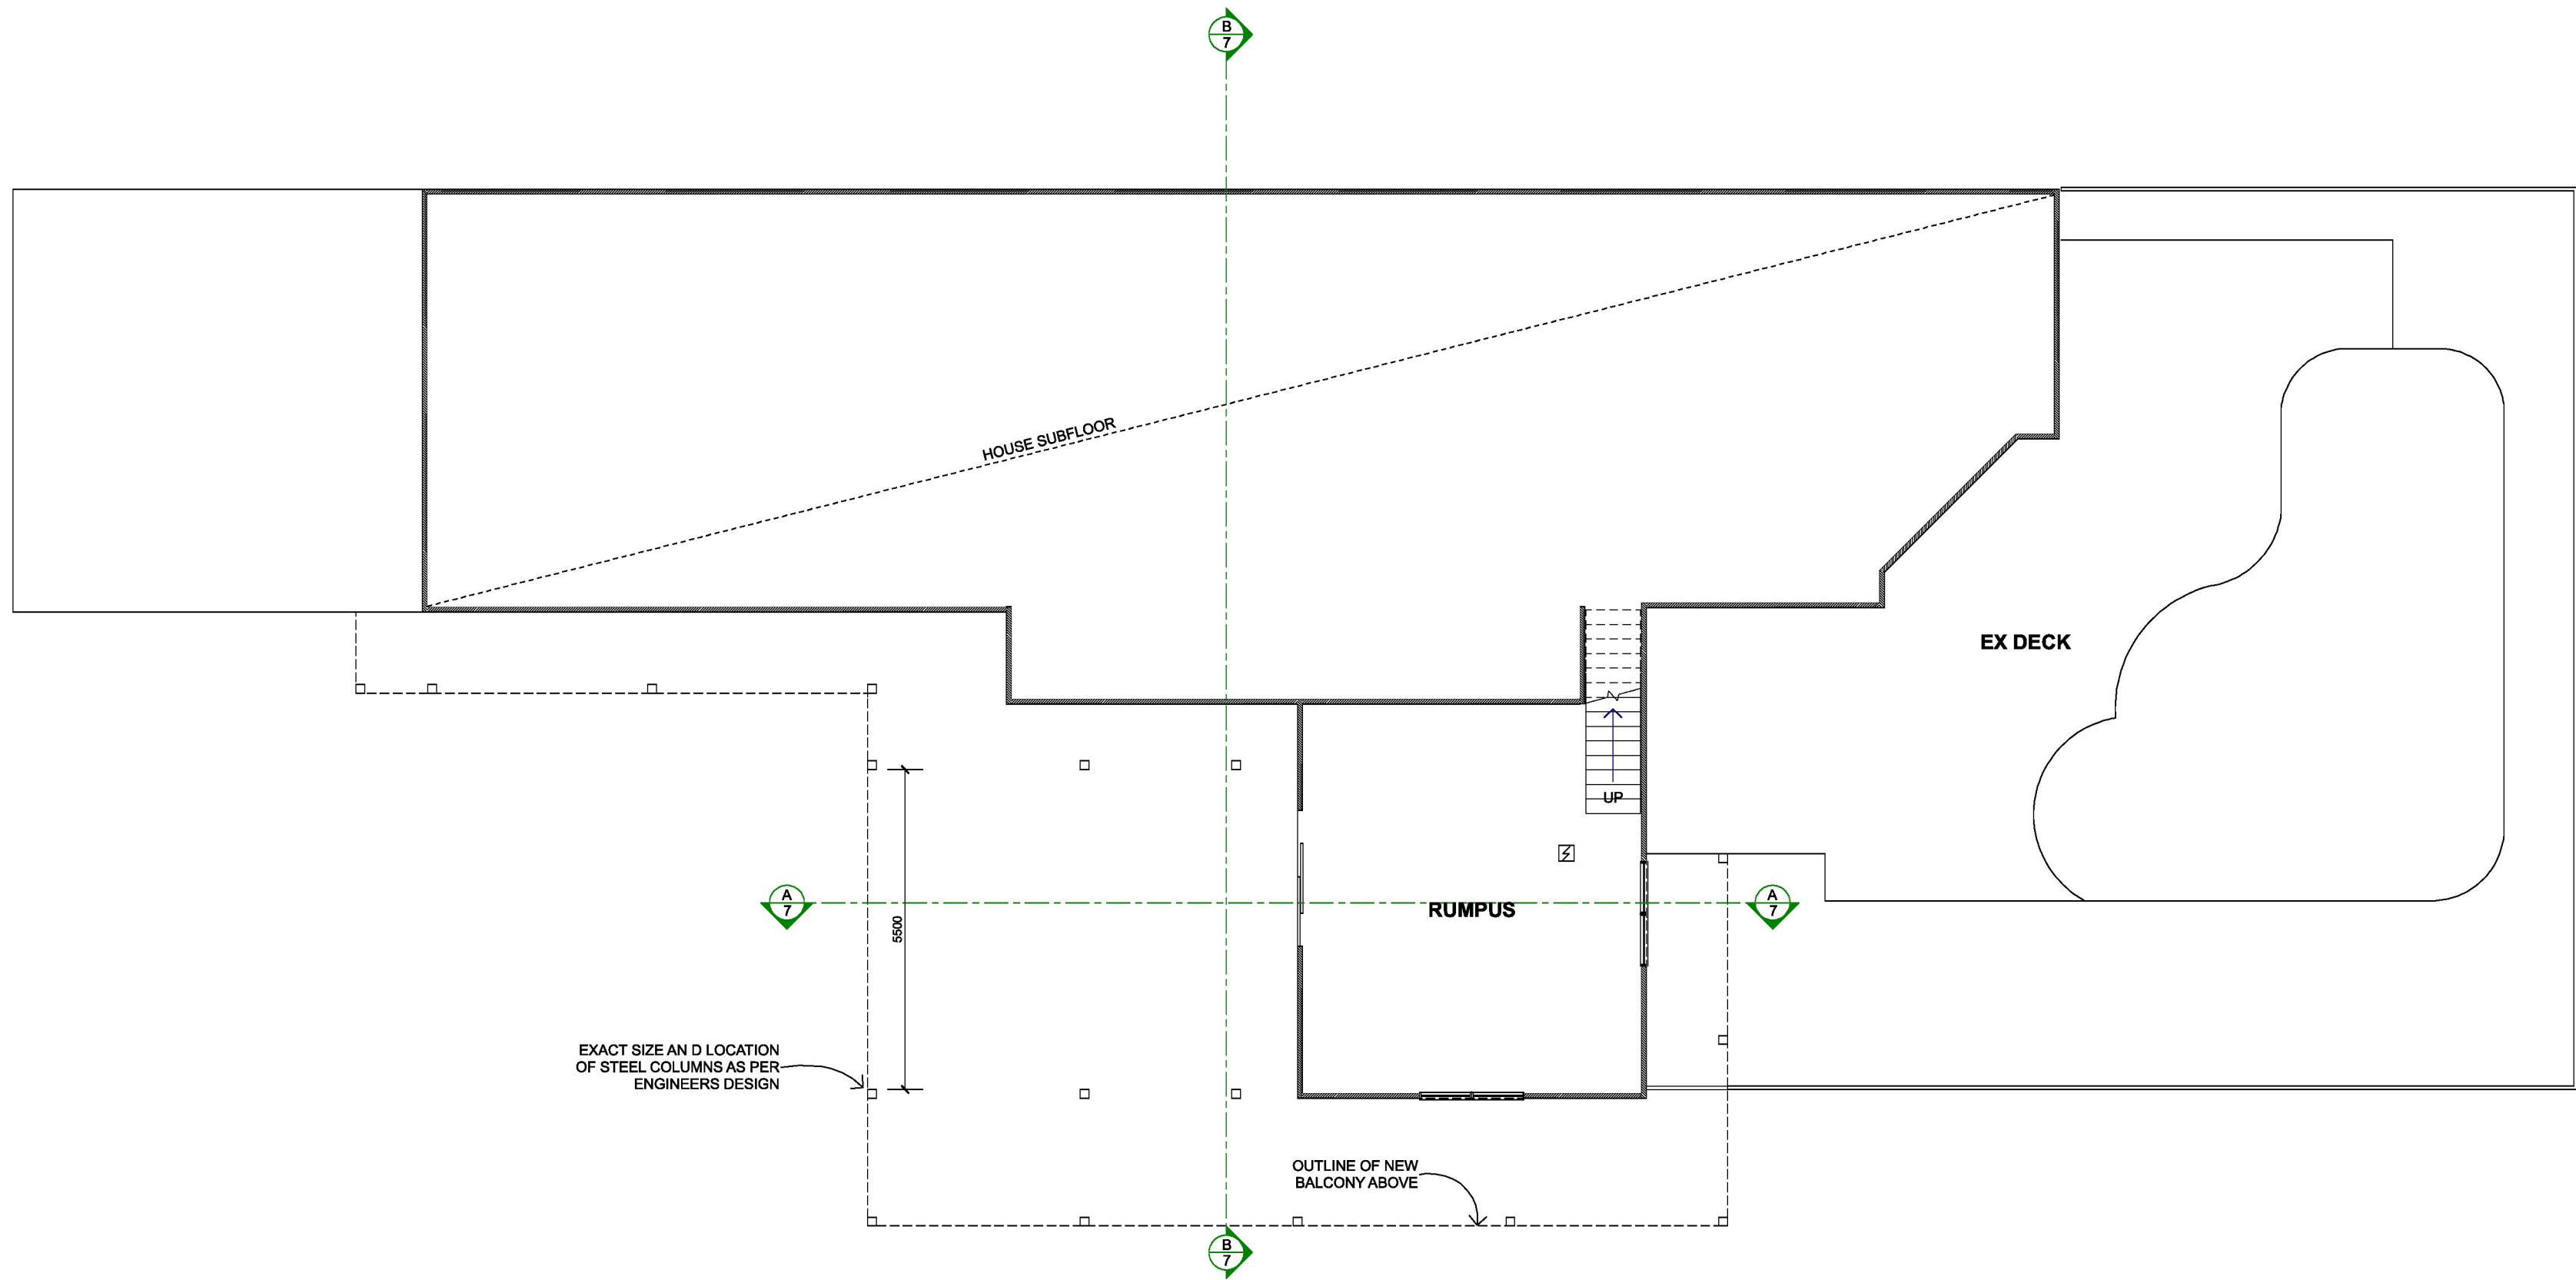 B
7
HOUSE SUBFLOOR
EX DECK
UP
A
7
RUMPUS
A
7
5500
EXACT SIZE AN D LOCATION
OF STEEL COLUMNS AS PER
ENGINEERS DESIGN
OUTLINE OF NEW
BALCONY ABOVE
B
7